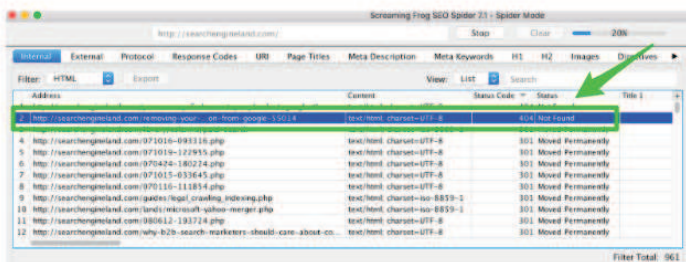 Screaming Frog SEO Spider 7.1 - Spider Mode
http://searchengineland.com/ Stop Clear 20%
Internal External Protocol Response Codes URI Page Titles Meta Description Meta Keywords H1 H2 Images Directives
Filter: HTML Export View: List Search
Address Content Status Code Status Title 1
2 http://searchengineland.com/removing-your-...on-from-google-55014 text/html; charset=UTF-8 404 Not Found
4 http://searchengineland.com/071016-093316.php text/html; charset=UTF-8 301 Moved Permanently
5 http://searchengineland.com/071019-122955.php text/html; charset=UTF-8 301 Moved Permanently
6 http://searchengineland.com/070424-180224.php text/html; charset=UTF-8 301 Moved Permanently
7 http://searchengineland.com/071015-033645.php text/html; charset=UTF-8 301 Moved Permanently
8 http://searchengineland.com/070116-111854.php text/html; charset=UTF-8 301 Moved Permanently
9 http://searchengineland.com/guides/legal_crawling_indexing.php text/html; charset=iso-8859-1 301 Moved Permanently
10 http://searchengineland.com/lands/microsoft-yahoo-merger.php text/html; charset=iso-8859-1 301 Moved Permanently
11 http://searchengineland.com/080612-193724.php text/html; charset=UTF-8 301 Moved Permanently
12 http://searchengineland.com/why-b2b-search-marketers-should-care-about-co... text/html; charset=UTF-8 301 Moved Permanently
Filter Total: 961